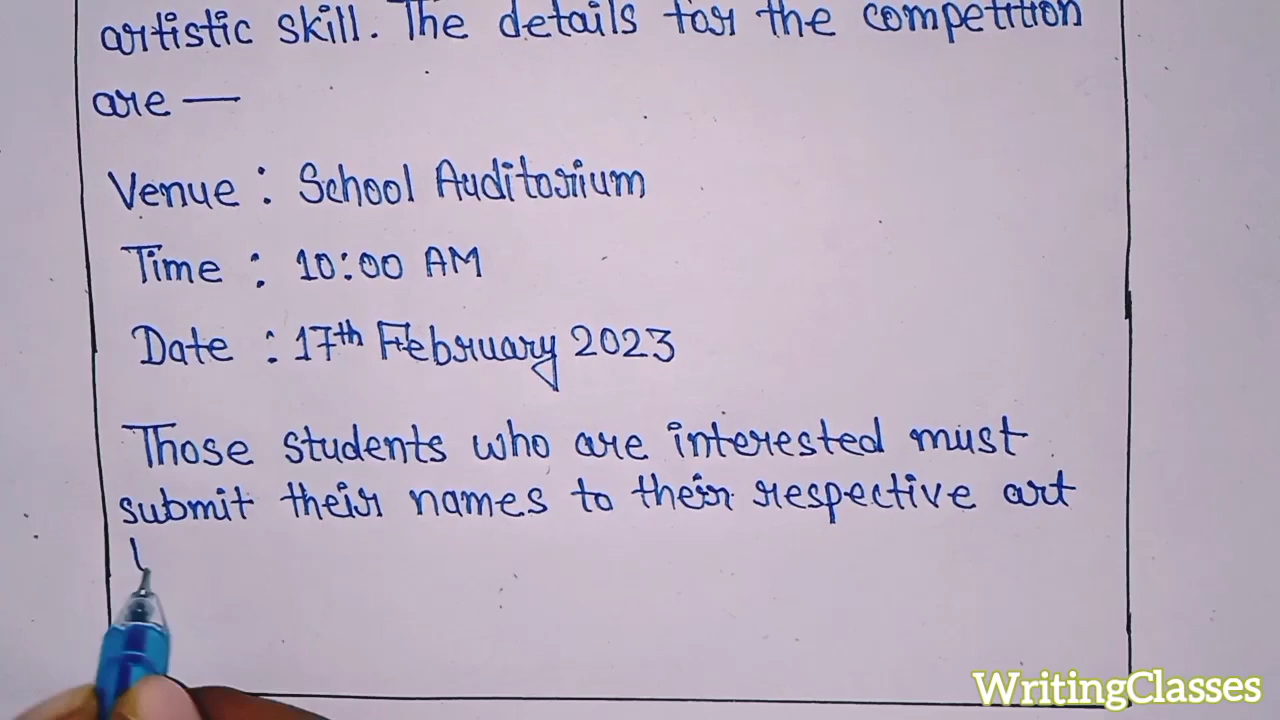 artistic skill. The details for the competition
are —
Venue : School Auditorium
Time : 10:00 AM
Date : 17th February 2023
Those students who are interested must
submit their names to their respective art
WritingClasses